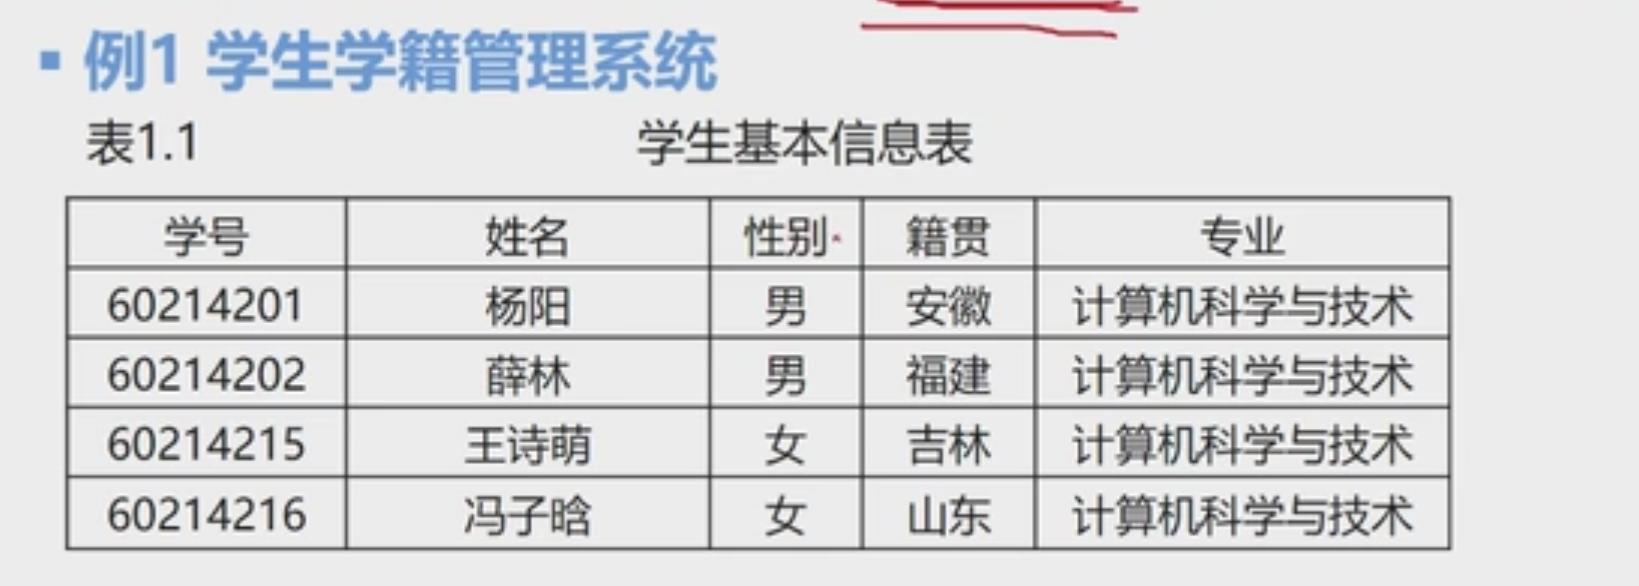 ▪ 例1 学生学籍管理系统
表1.1 学生基本信息表
学号 姓名 性别 籍贯 专业
60214201 杨阳 男 安徽 计算机科学与技术
60214202 薛林 男 福建 计算机科学与技术
60214215 王诗萌 女 吉林 计算机科学与技术
60214216 冯子晗 女 山东 计算机科学与技术